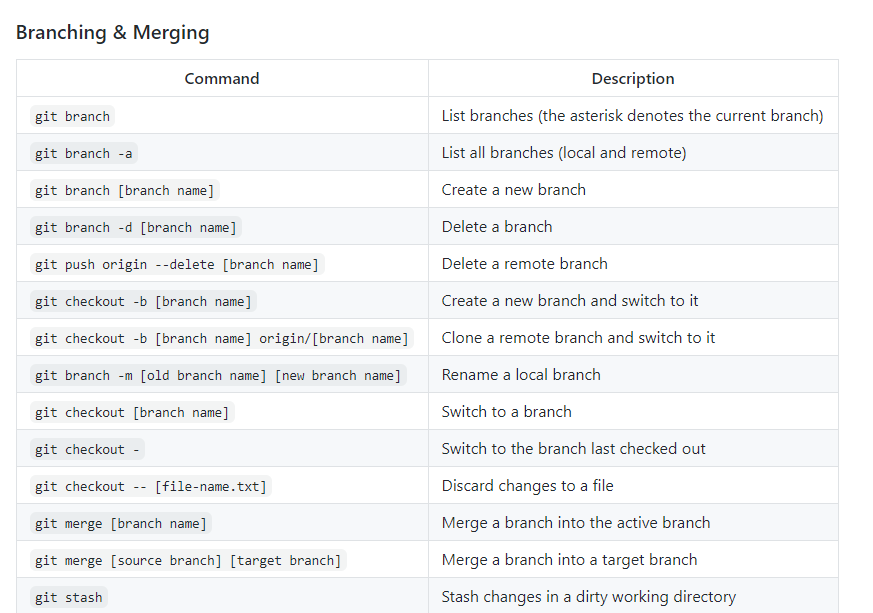 Branching & Merging
Command Description
git branch List branches (the asterisk denotes the current branch)
git branch -a List all branches (local and remote)
git branch [branch name] Create a new branch
git branch -d [branch name] Delete a branch
git push origin --delete [branch name] Delete a remote branch
git checkout -b [branch name] Create a new branch and switch to it
git checkout -b [branch name] origin/[branch name] Clone a remote branch and switch to it
git branch -m [old branch name] [new branch name] Rename a local branch
git checkout [branch name] Switch to a branch
git checkout - Switch to the branch last checked out
git checkout -- [file-name.txt] Discard changes to a file
git merge [branch name] Merge a branch into the active branch
git merge [source branch] [target branch] Merge a branch into a target branch
git stash Stash changes in a dirty working directory